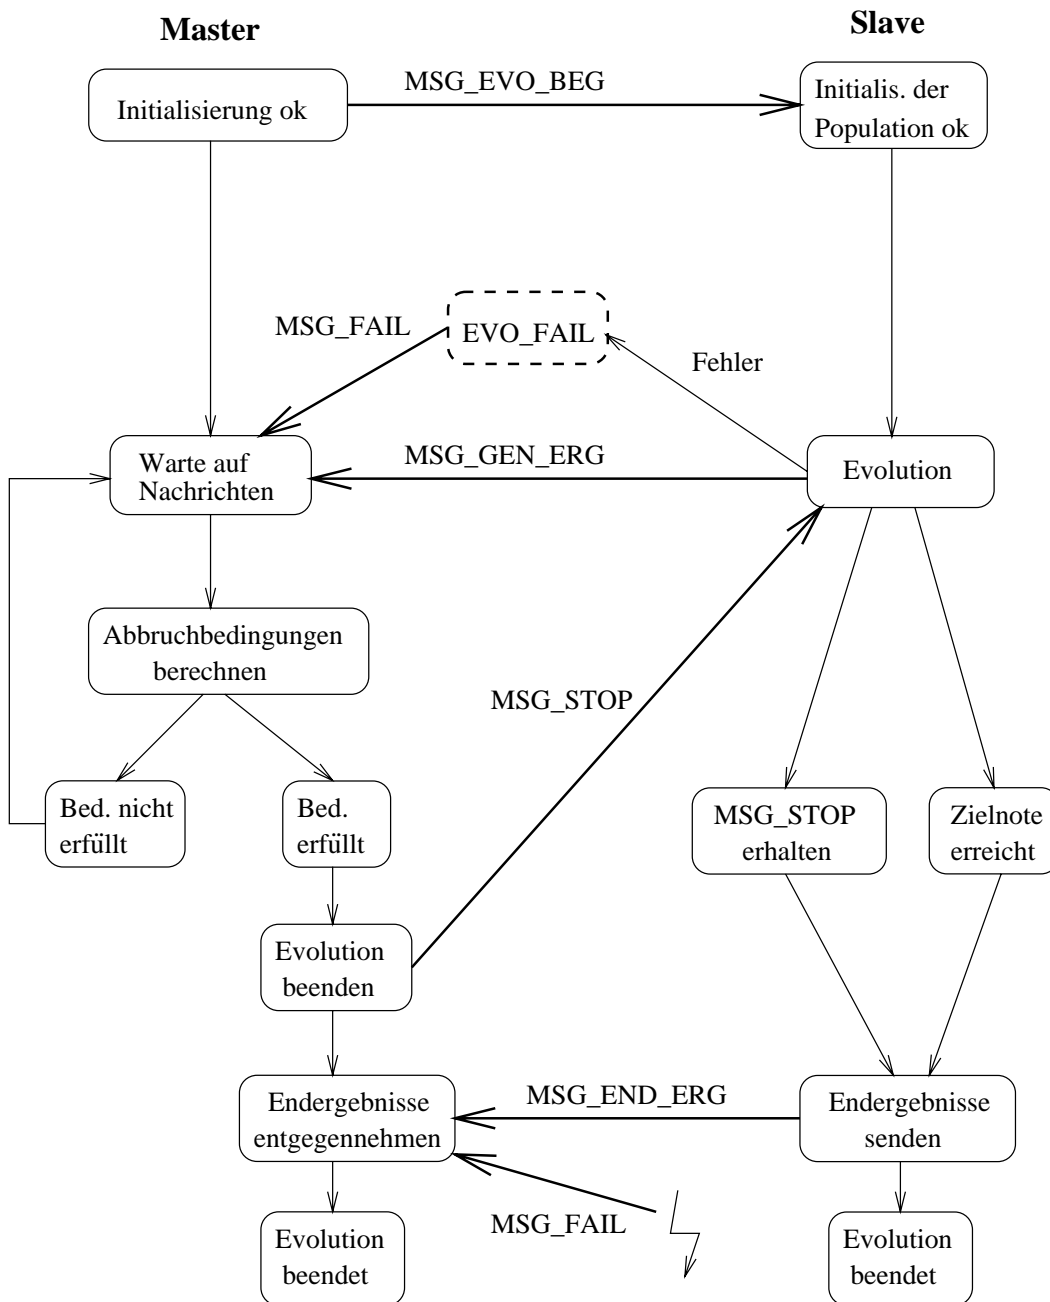 Master
Slave
MSG_EVO_BEG
Initialisierung ok
Initialis. der
Population ok
MSG_FAIL
EVO_FAIL
Fehler
Warte auf
Nachrichten
MSG_GEN_ERG
Evolution
Abbruchbedingungen
berechnen
MSG_STOP
Bed. nicht
erfüllt
Bed.
erfüllt
MSG_STOP
erhalten
Zielnote
erreicht
Evolution
beenden
Endergebnisse
entgegennehmen
MSG_END_ERG
Endergebnisse
senden
MSG_FAIL
Evolution
beendet
Evolution
beendet